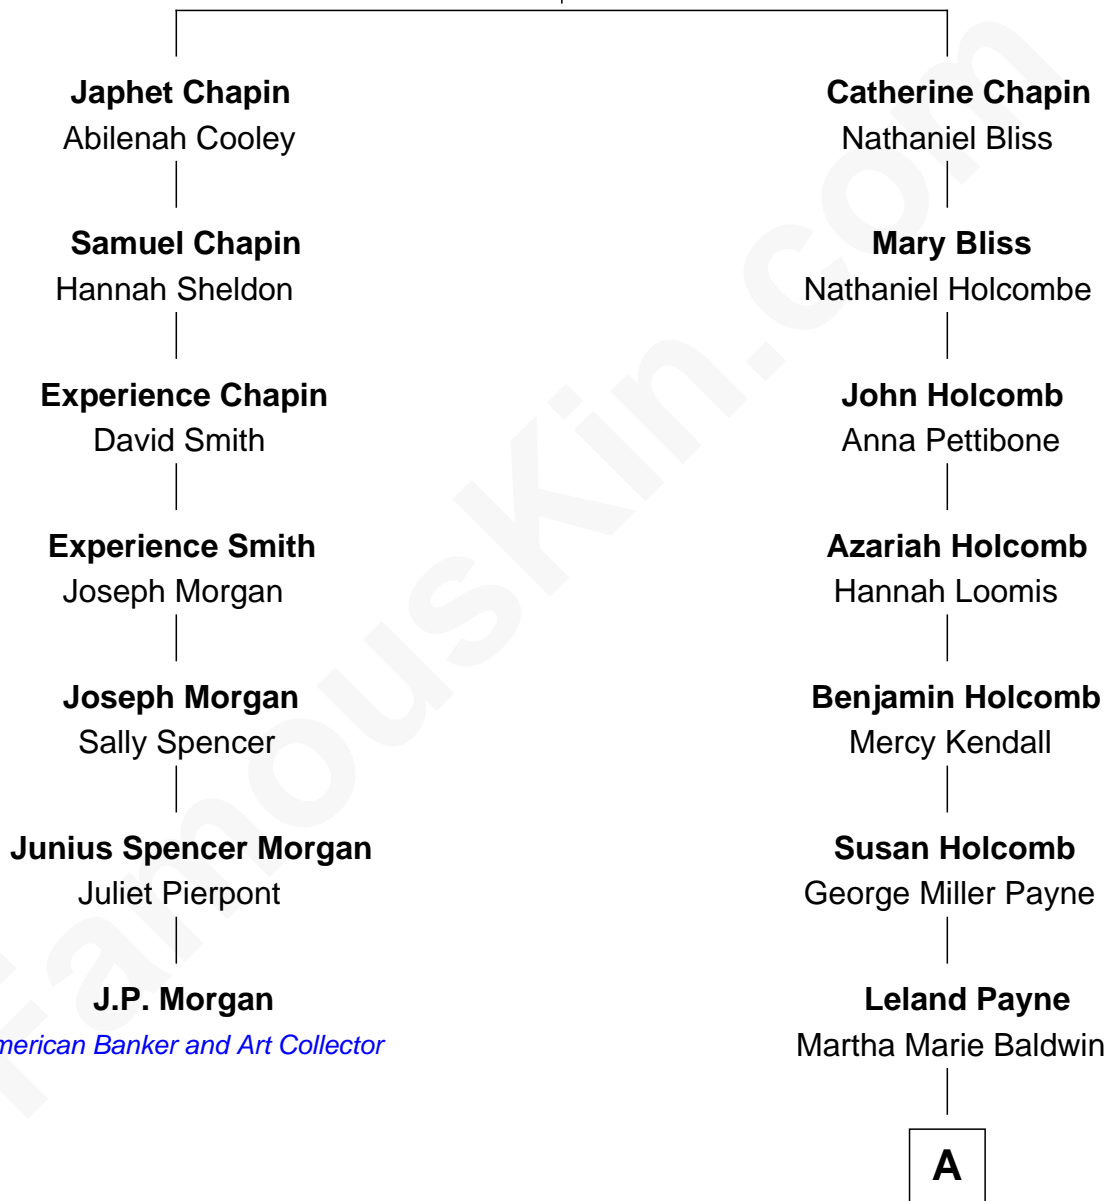 Japhet Chapin
Abilenah Cooley
Samuel Chapin
Hannah Sheldon
Experience Chapin
David Smith
Experience Smith
Joseph Morgan
Joseph Morgan
Sally Spencer
Junius Spencer Morgan
Juliet Pierpont
J.P. Morgan
merican Banker and Art Collector
Catherine Chapin
Nathaniel Bliss
Mary Bliss
Nathaniel Holcombe
John Holcomb
Anna Pettibone
Azariah Holcomb
Hannah Loomis
Benjamin Holcomb
Mercy Kendall
Susan Holcomb
George Miller Payne
Leland Payne
Martha Marie Baldwin
A
FamousKin.com